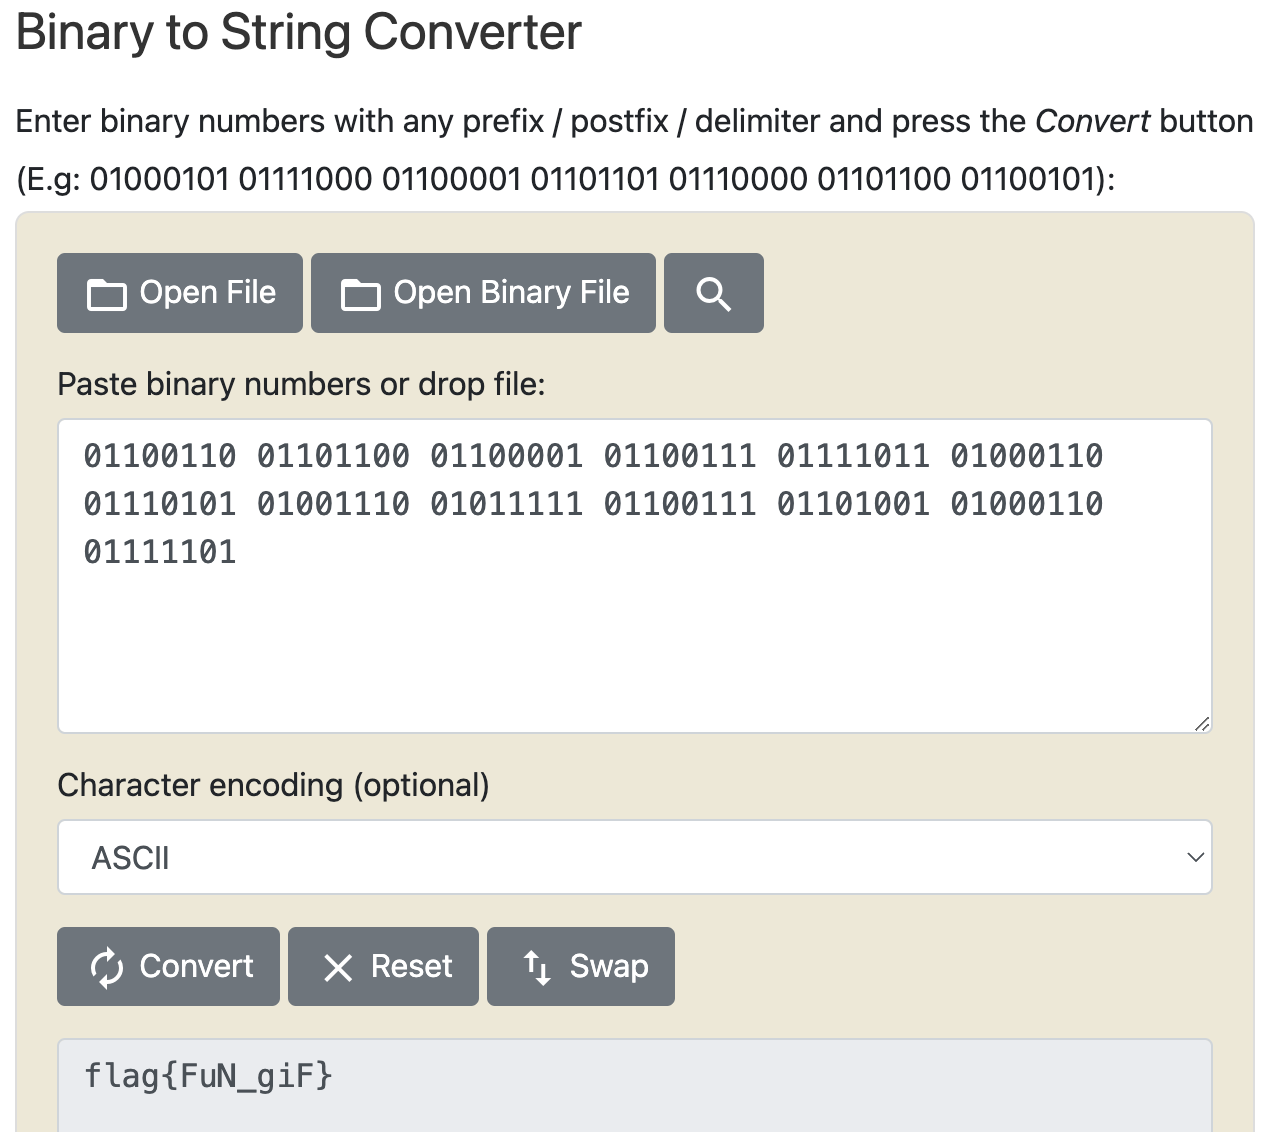 Binary to String Converter
Enter binary numbers with any prefix / postfix / delimiter and press the Convert button
(E.g: 01000101 01111000 01100001 01101101 01110000 01101100 01100101):
Open File Open Binary File
Paste binary numbers or drop file:
01100110 01101100 01100001 01100111 01111011 01000110
01110101 01001110 01011111 01100111 01101001 01000110
01111101
Character encoding (optional)
ASCII
Convert Reset Swap
flag{FuN_giF}